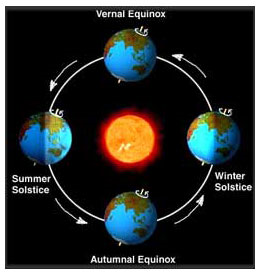 Vernal Equinox
Summer
Solstice
Winter
Solstice
Autumnal Equinox